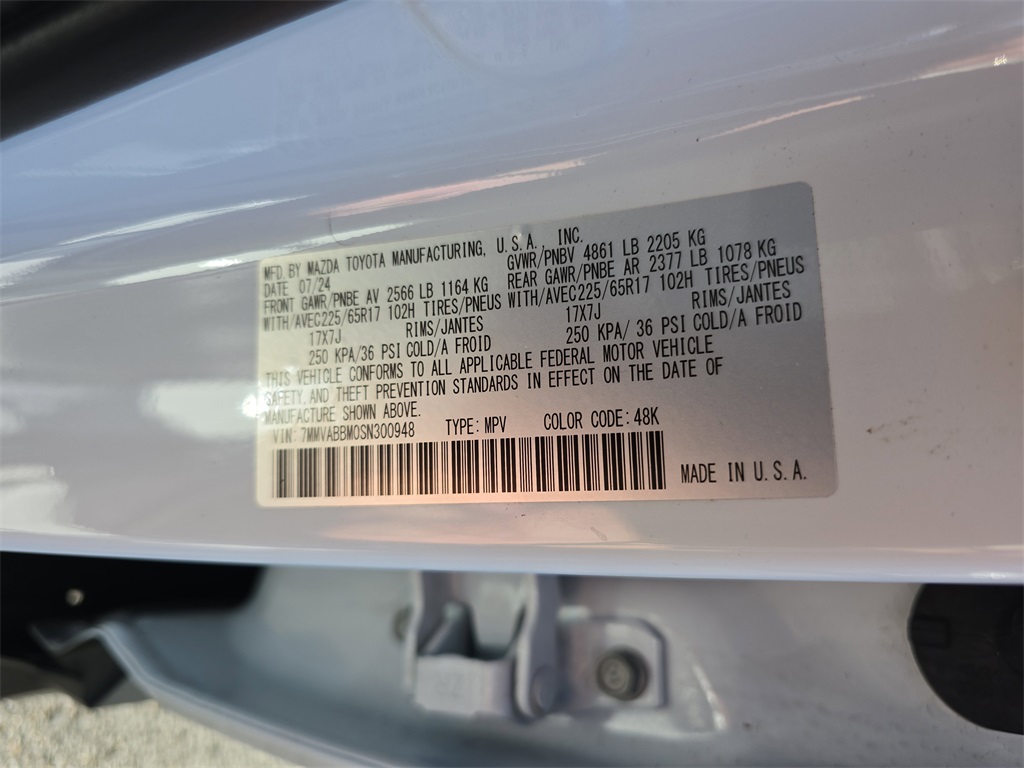 MFD BY MAZDA TOYOTA MANUFACTURING, U.S.A., INC.
DATE 07/24 GVWR/PNBV 4861 LB 2205 KG
FRONT GAWR/PNBE AV 2566 LB 1164 KG REAR GAWR/PNBE AR 2377 LB 1078 KG
WITH/AVEC225/65R17 102H TIRES/PNEUS WITH/AVEC225/65R17 102H TIRES/PNEUS
17X7J RIMS/JANTES 17X7J RIMS/JANTES
250 KPA/36 PSI COLD/A FROID 250 KPA/ 36 PSI COLD/A FROID
THIS VEHICLE CONFORMS TO ALL APPLICABLE FEDERAL MOTOR VEHICLE
SAFETY, AND THEFT PREVENTION STANDARDS IN EFFECT ON THE DATE OF
MANUFACTURE SHOWN ABOVE.
VIN: 7MMVABBM0SN300948 TYPE: MPV COLOR CODE: 48K
MADE IN U.S.A.